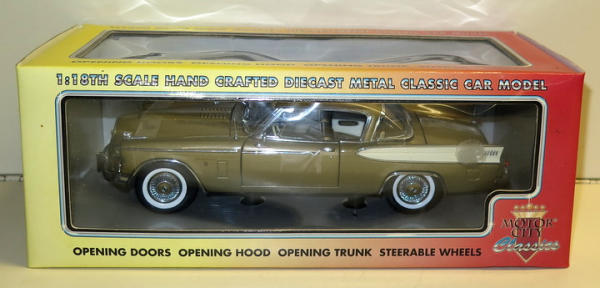 1:18TH SCALE HAND CRAFTED DIECAST METAL CLASSIC CAR MODEL
OPENING DOORS OPENING HOOD OPENING TRUNK STEERABLE WHEELS
MOTOR
CITY
Classics